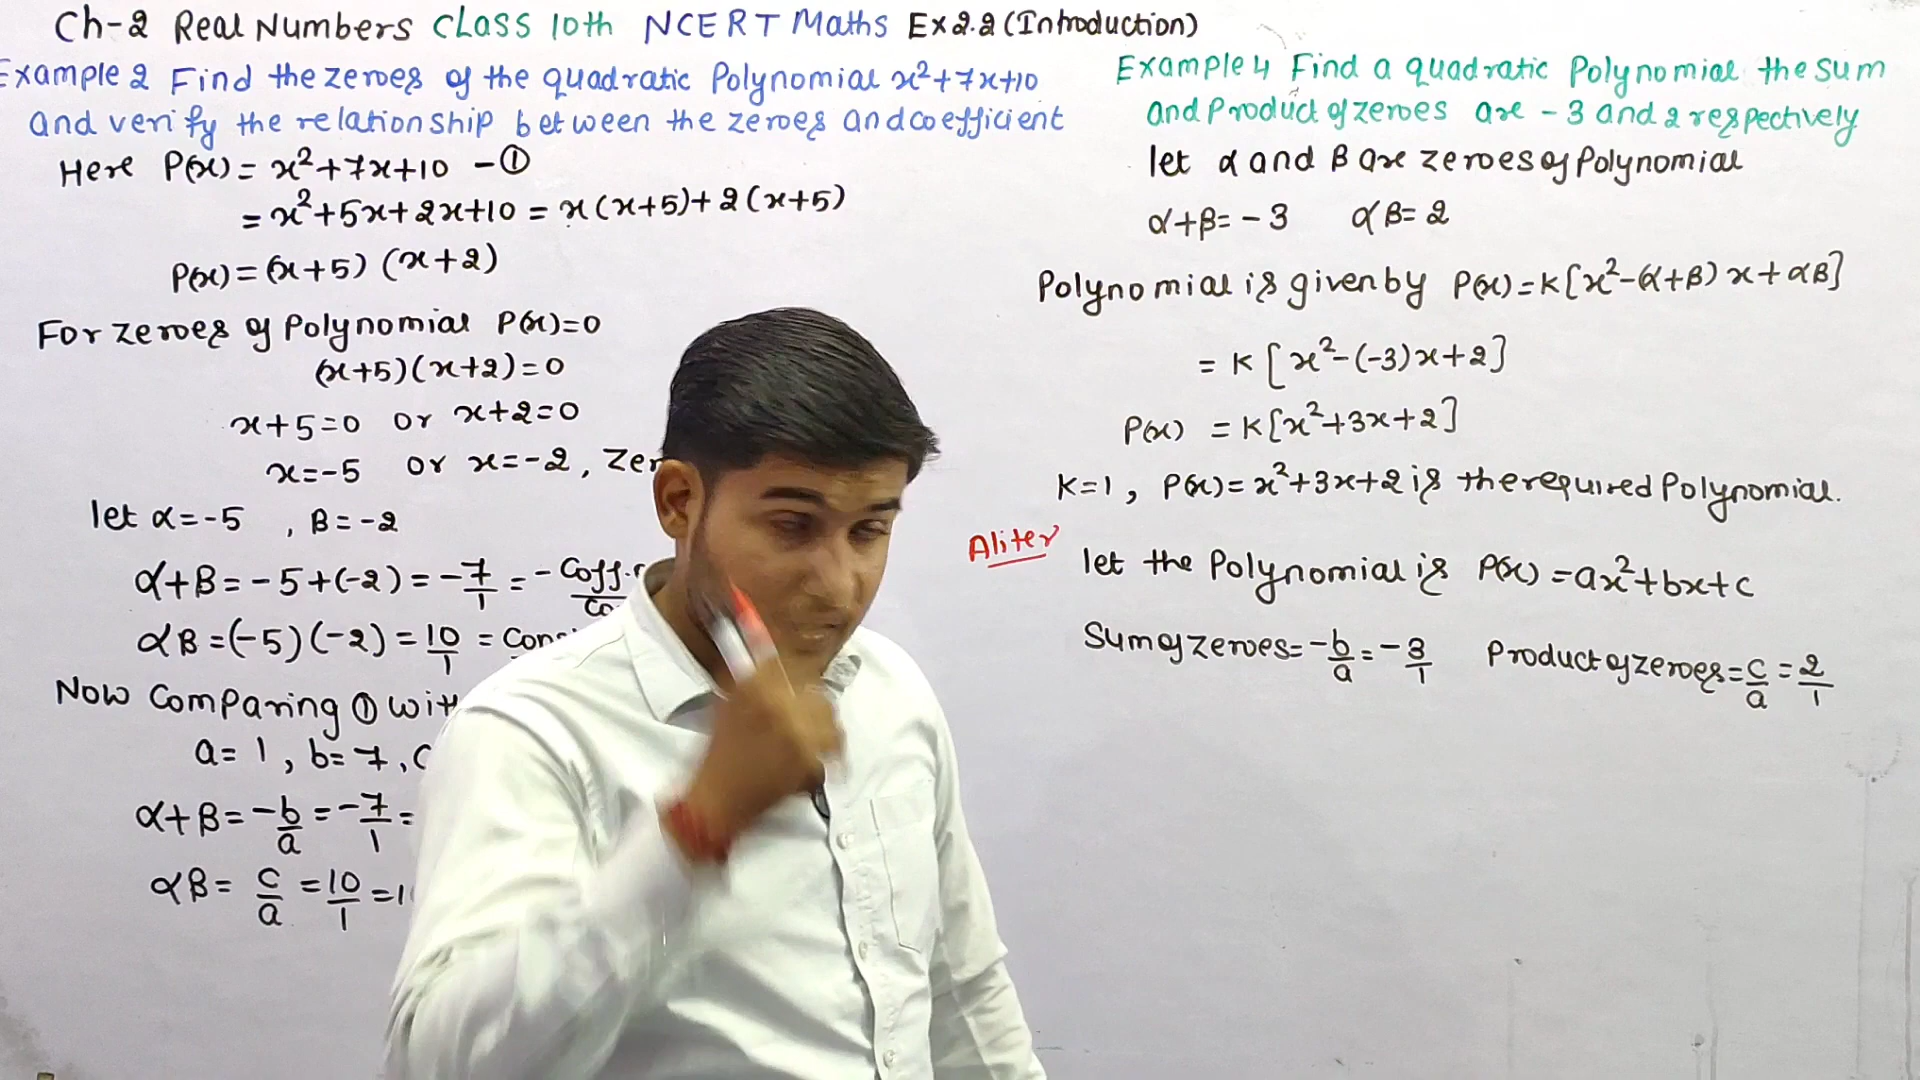 Ch-2 Real Numbers Class 10th NCERT Maths Ex2.2 (Introduction)
Example 2 Find the zeroes of the quadratic Polynomial x²+7x+10
and verify the relationship between the zeroes and coefficient
Here P(x) = x²+7x+10 -①
= x²+5x+2x+10 = x(x+5)+2(x+5)
P(x)=(x+5)(x+2)
For zeroes of Polynomial P(x)=0
(x+5)(x+2)=0
x+5=0 or x+2=0
x=-5 or x=-2,
let α=-5, β=-2
α+β=-5+(-2)=-7/1=-Coff.
αβ=(-5)(-2)=10/1=
Now Comparing ①
a=1, b=7,
α+β=-b/a=-7/1=
αβ=c/a=10/1=
Example 4 Find a quadratic Polynomial the sum
and Product of zeroes are -3 and 2 respectively
let α and β are zeroes of Polynomial
α+β=-3 αβ=2
Polynomial is given by P(x)=K[x²-(α+β)x+αβ]
= K[x²-(-3)x+2]
P(x) = K[x²+3x+2]
K=1, P(x)=x²+3x+2 is the required Polynomial.
Aliter let the Polynomial is P(x)=ax²+bx+c
Sum of zeroes=-b/a=-3/1 Product of zeroes=c/a=2/1